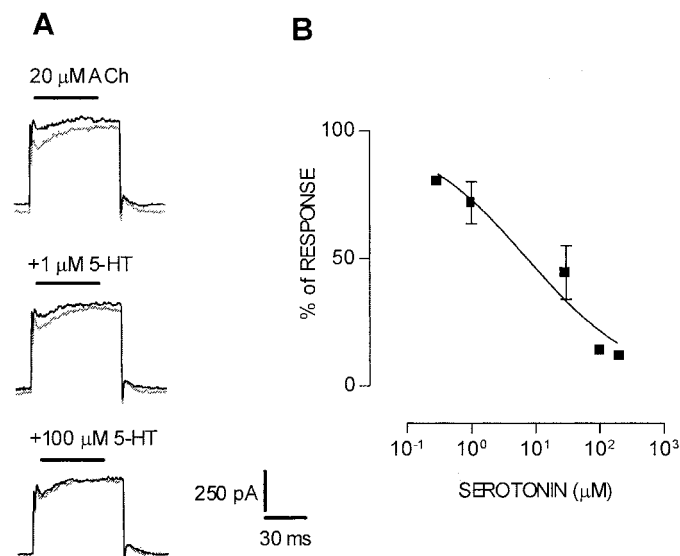 A
20 μM ACh
+1 μM 5-HT
+100 μM 5-HT
250 pA
30 ms
B
% of RESPONSE
100
50
0
10⁻¹
10⁰
10¹
10²
10³
SEROTONIN (μM)